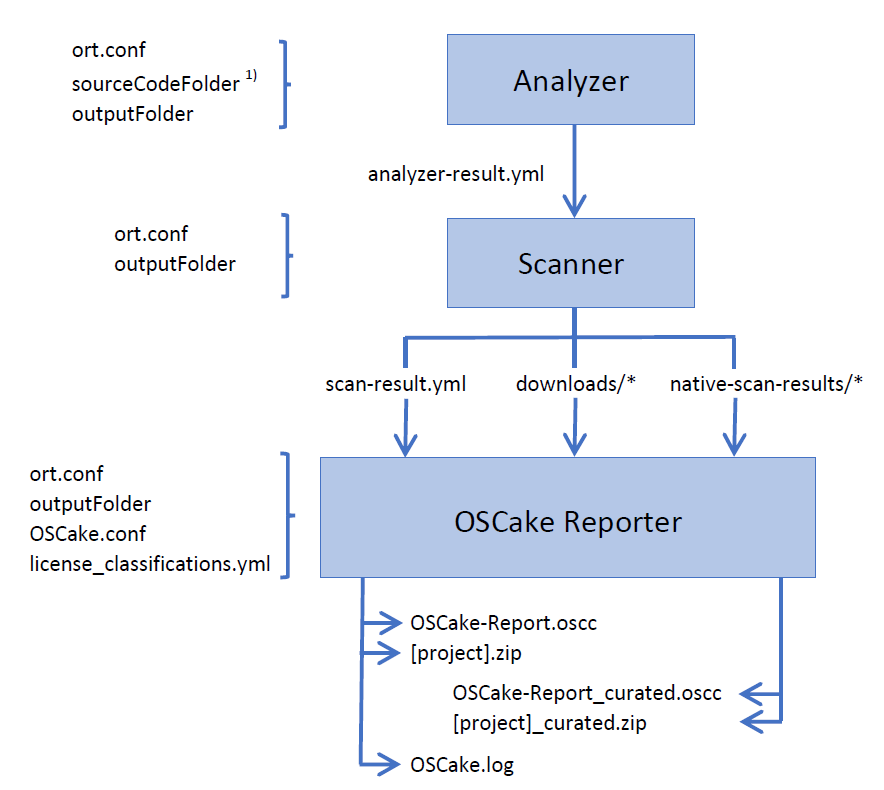 ort.conf
sourceCodeFolder 1)
outputFolder
Analyzer
analyzer-result.yml
ort.conf
outputFolder
Scanner
scan-result.yml
downloads/*
native-scan-results/*
ort.conf
outputFolder
OSCake.conf
license_classifications.yml
OSCake Reporter
OSCake-Report.oscc
[project].zip
OSCake-Report_curated.oscc
[project]_curated.zip
OSCake.log